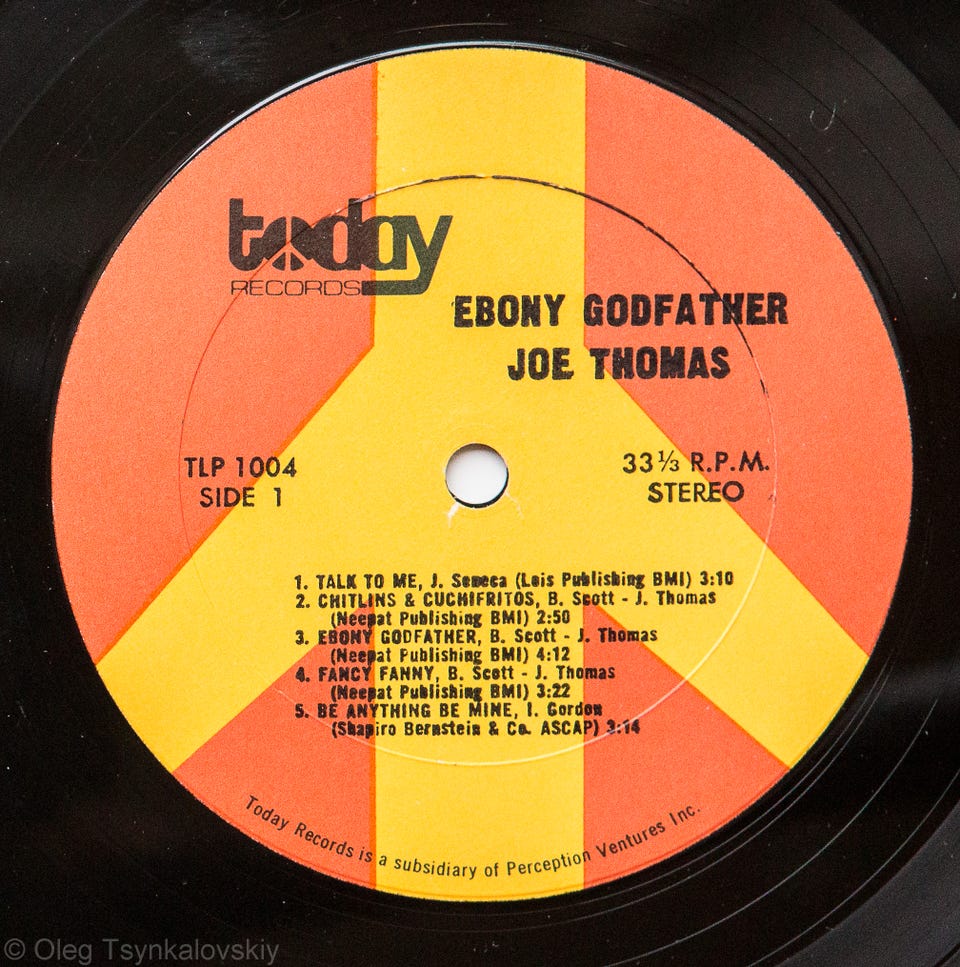 today
RECORDS
EBONY GODFATHER
JOE THOMAS
TLP 1004
SIDE 1
33 ⅓ R.P.M.
STEREO
1. TALK TO ME, J. Seneca (Lois Publishing BMI) 3:10
2. CHITLINS & CUCHIFRITOS, B. Scott - J. Thomas
(Neepat Publishing BMI) 2:50
3. EBONY GODFATHER, B. Scott - J. Thomas
(Neepat Publishing BMI) 4:12
4. FANCY FANNY, B. Scott - J. Thomas
(Neepat Publishing BMI) 3:22
5. BE ANYTHING BE MINE, I. Gordon
(Shapiro Bernstein & Co. ASCAP) 3:14
Today Records is a subsidiary of Perception Ventures Inc.
© Oleg Tsynkalovskiy